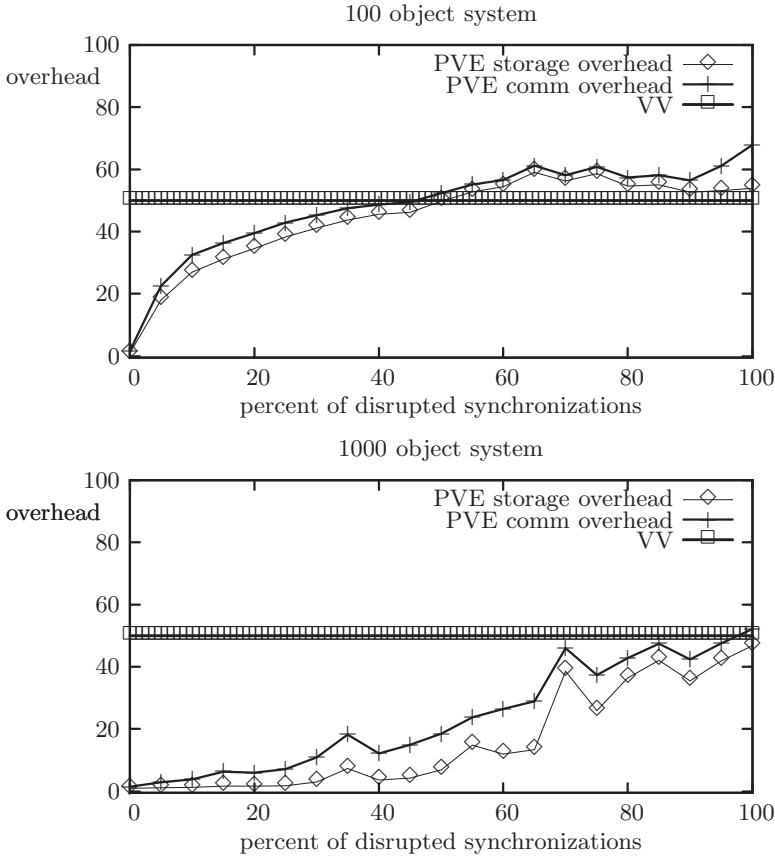 100 object system
100
overhead
80
60
40
20
0
PVE storage overhead
PVE comm overhead
VV
0 20 40 60 80 100
percent of disrupted synchronizations
1000 object system
100
overhead
80
60
40
20
0
PVE storage overhead
PVE comm overhead
VV
0 20 40 60 80 100
percent of disrupted synchronizations